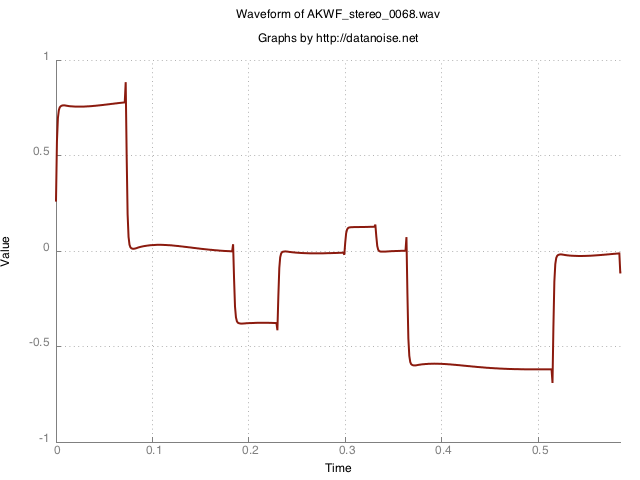 Waveform of AKWF_stereo_0068.wav
Graphs by http://datanoise.net
1
0.5
0
-0.5
-1
Value
0 0.1 0.2 0.3 0.4 0.5
Time